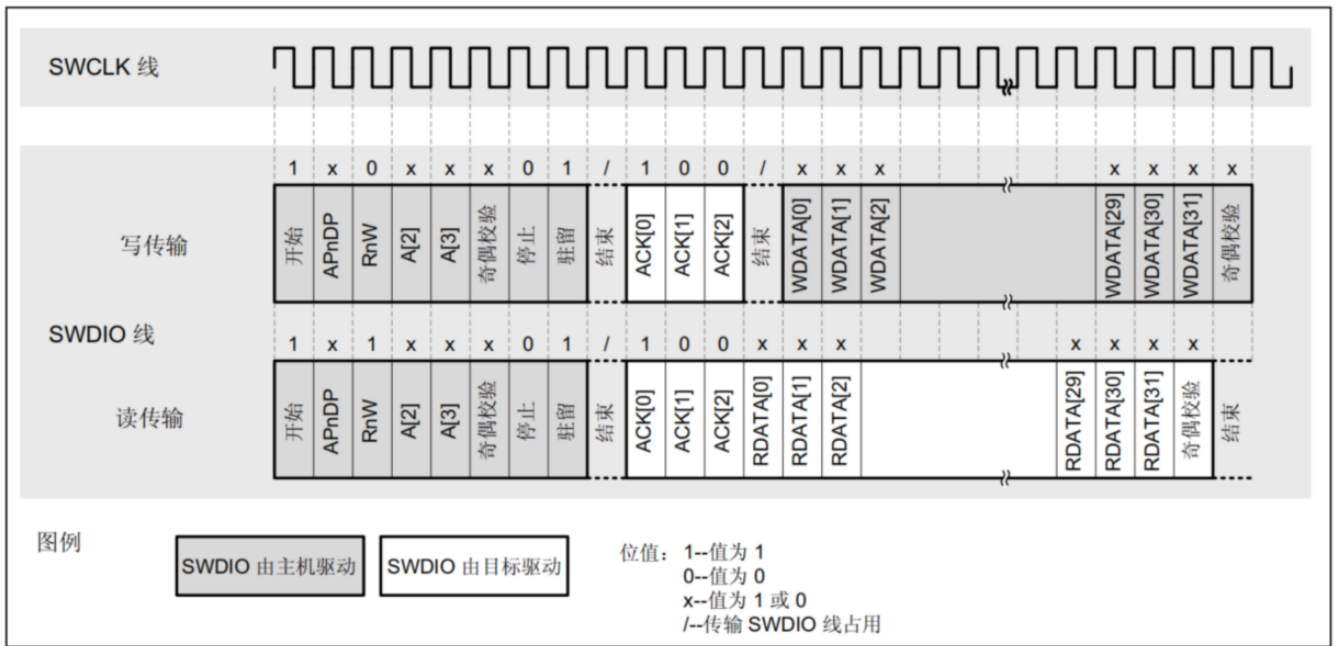 SWCLK 线
1 x 0 x x x 0 1 / 1 0 0 / x x x x x x x
写传输
开始 APnDP RnW A[2] A[3] 奇偶校验 停止 驻留 结束 ACK[0] ACK[1] ACK[2] 结束 WDATA[0] WDATA[1] WDATA[2] WDATA[29] WDATA[30] WDATA[31] 奇偶校验
SWDIO 线
1 x 1 x x x 0 1 / 1 0 0 x x x x x x x
读传输
开始 APnDP RnW A[2] A[3] 奇偶校验 停止 驻留 结束 ACK[0] ACK[1] ACK[2] RDATA[0] RDATA[1] RDATA[2] RDATA[29] RDATA[30] RDATA[31] 奇偶校验 结束
图例
SWDIO 由主机驱动
SWDIO 由目标驱动
位值： 1--值为 1
0--值为 0
x--值为 1 或 0
/--传输 SWDIO 线占用